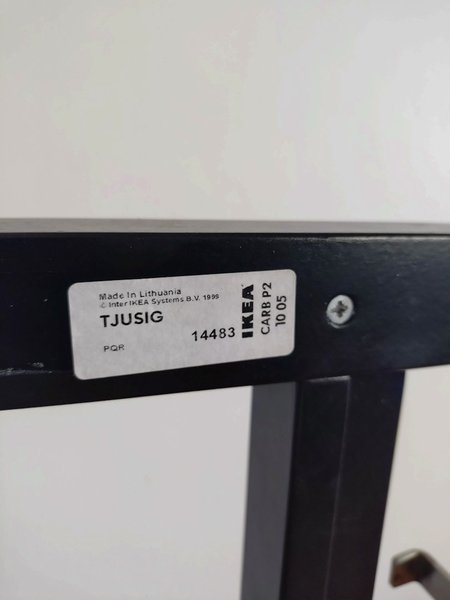 Made in Lithuania
© Inter IKEA Systems B.V. 1999
TJUSIG
PQR
14483
IKEA
CARB P2
10 05